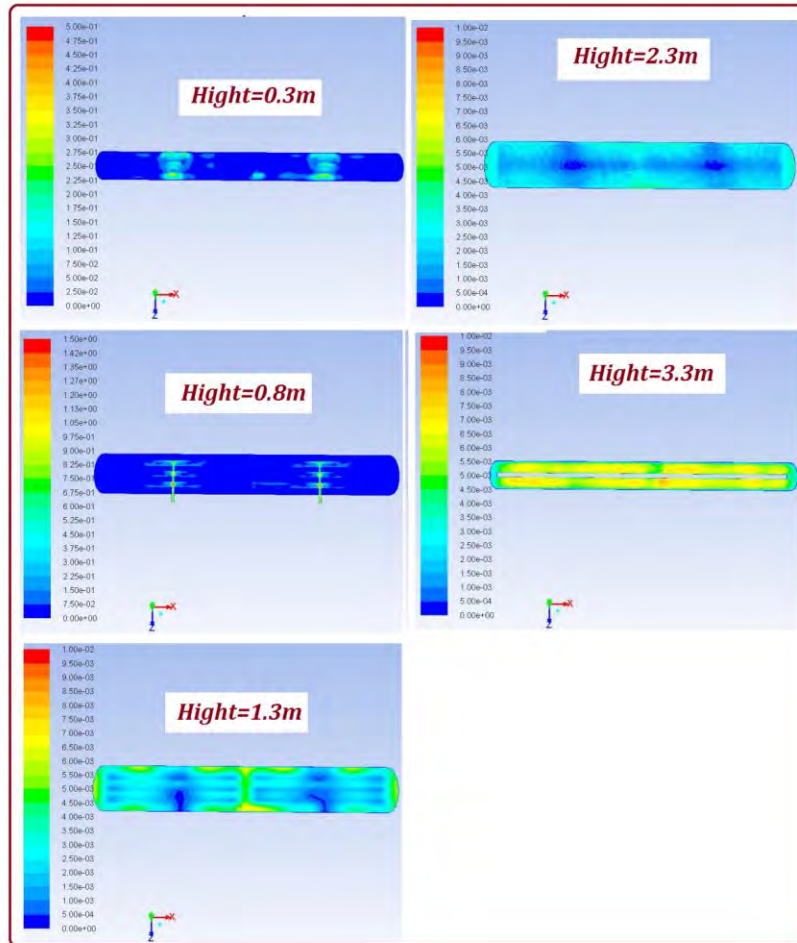 5.00e-01
4.75e-01
4.50e-01
4.25e-01
4.00e-01
3.75e-01
3.50e-01
3.25e-01
3.00e-01
2.75e-01
2.50e-01
2.25e-01
2.00e-01
1.75e-01
1.50e-01
1.25e-01
1.00e-01
7.50e-02
5.00e-02
2.50e-02
0.00e+00
Hight=0.3m
X
Z
1.00e-02
9.50e-03
9.00e-03
8.50e-03
8.00e-03
7.50e-03
7.00e-03
6.50e-03
6.00e-03
5.50e-03
5.00e-03
4.50e-03
4.00e-03
3.50e-03
3.00e-03
2.50e-03
2.00e-03
1.50e-03
1.00e-03
5.00e-04
0.00e+00
Hight=2.3m
X
Z
1.50e+00
1.42e+00
1.35e+00
1.27e+00
1.20e+00
1.13e+00
1.05e+00
9.75e-01
9.00e-01
8.25e-01
7.50e-01
6.75e-01
6.00e-01
5.25e-01
4.50e-01
3.75e-01
3.00e-01
2.25e-01
1.50e-01
7.50e-02
0.00e+00
Hight=0.8m
X
Z
1.00e-02
9.50e-03
9.00e-03
8.50e-03
8.00e-03
7.50e-03
7.00e-03
6.50e-03
6.00e-03
5.50e-03
5.00e-03
4.50e-03
4.00e-03
3.50e-03
3.00e-03
2.50e-03
2.00e-03
1.50e-03
1.00e-03
5.00e-04
0.00e+00
Hight=3.3m
X
Z
1.00e-02
9.50e-03
9.00e-03
8.50e-03
8.00e-03
7.50e-03
7.00e-03
6.50e-03
6.00e-03
5.50e-03
5.00e-03
4.50e-03
4.00e-03
3.50e-03
3.00e-03
2.50e-03
2.00e-03
1.50e-03
1.00e-03
5.00e-04
0.00e+00
Hight=1.3m
X
Z